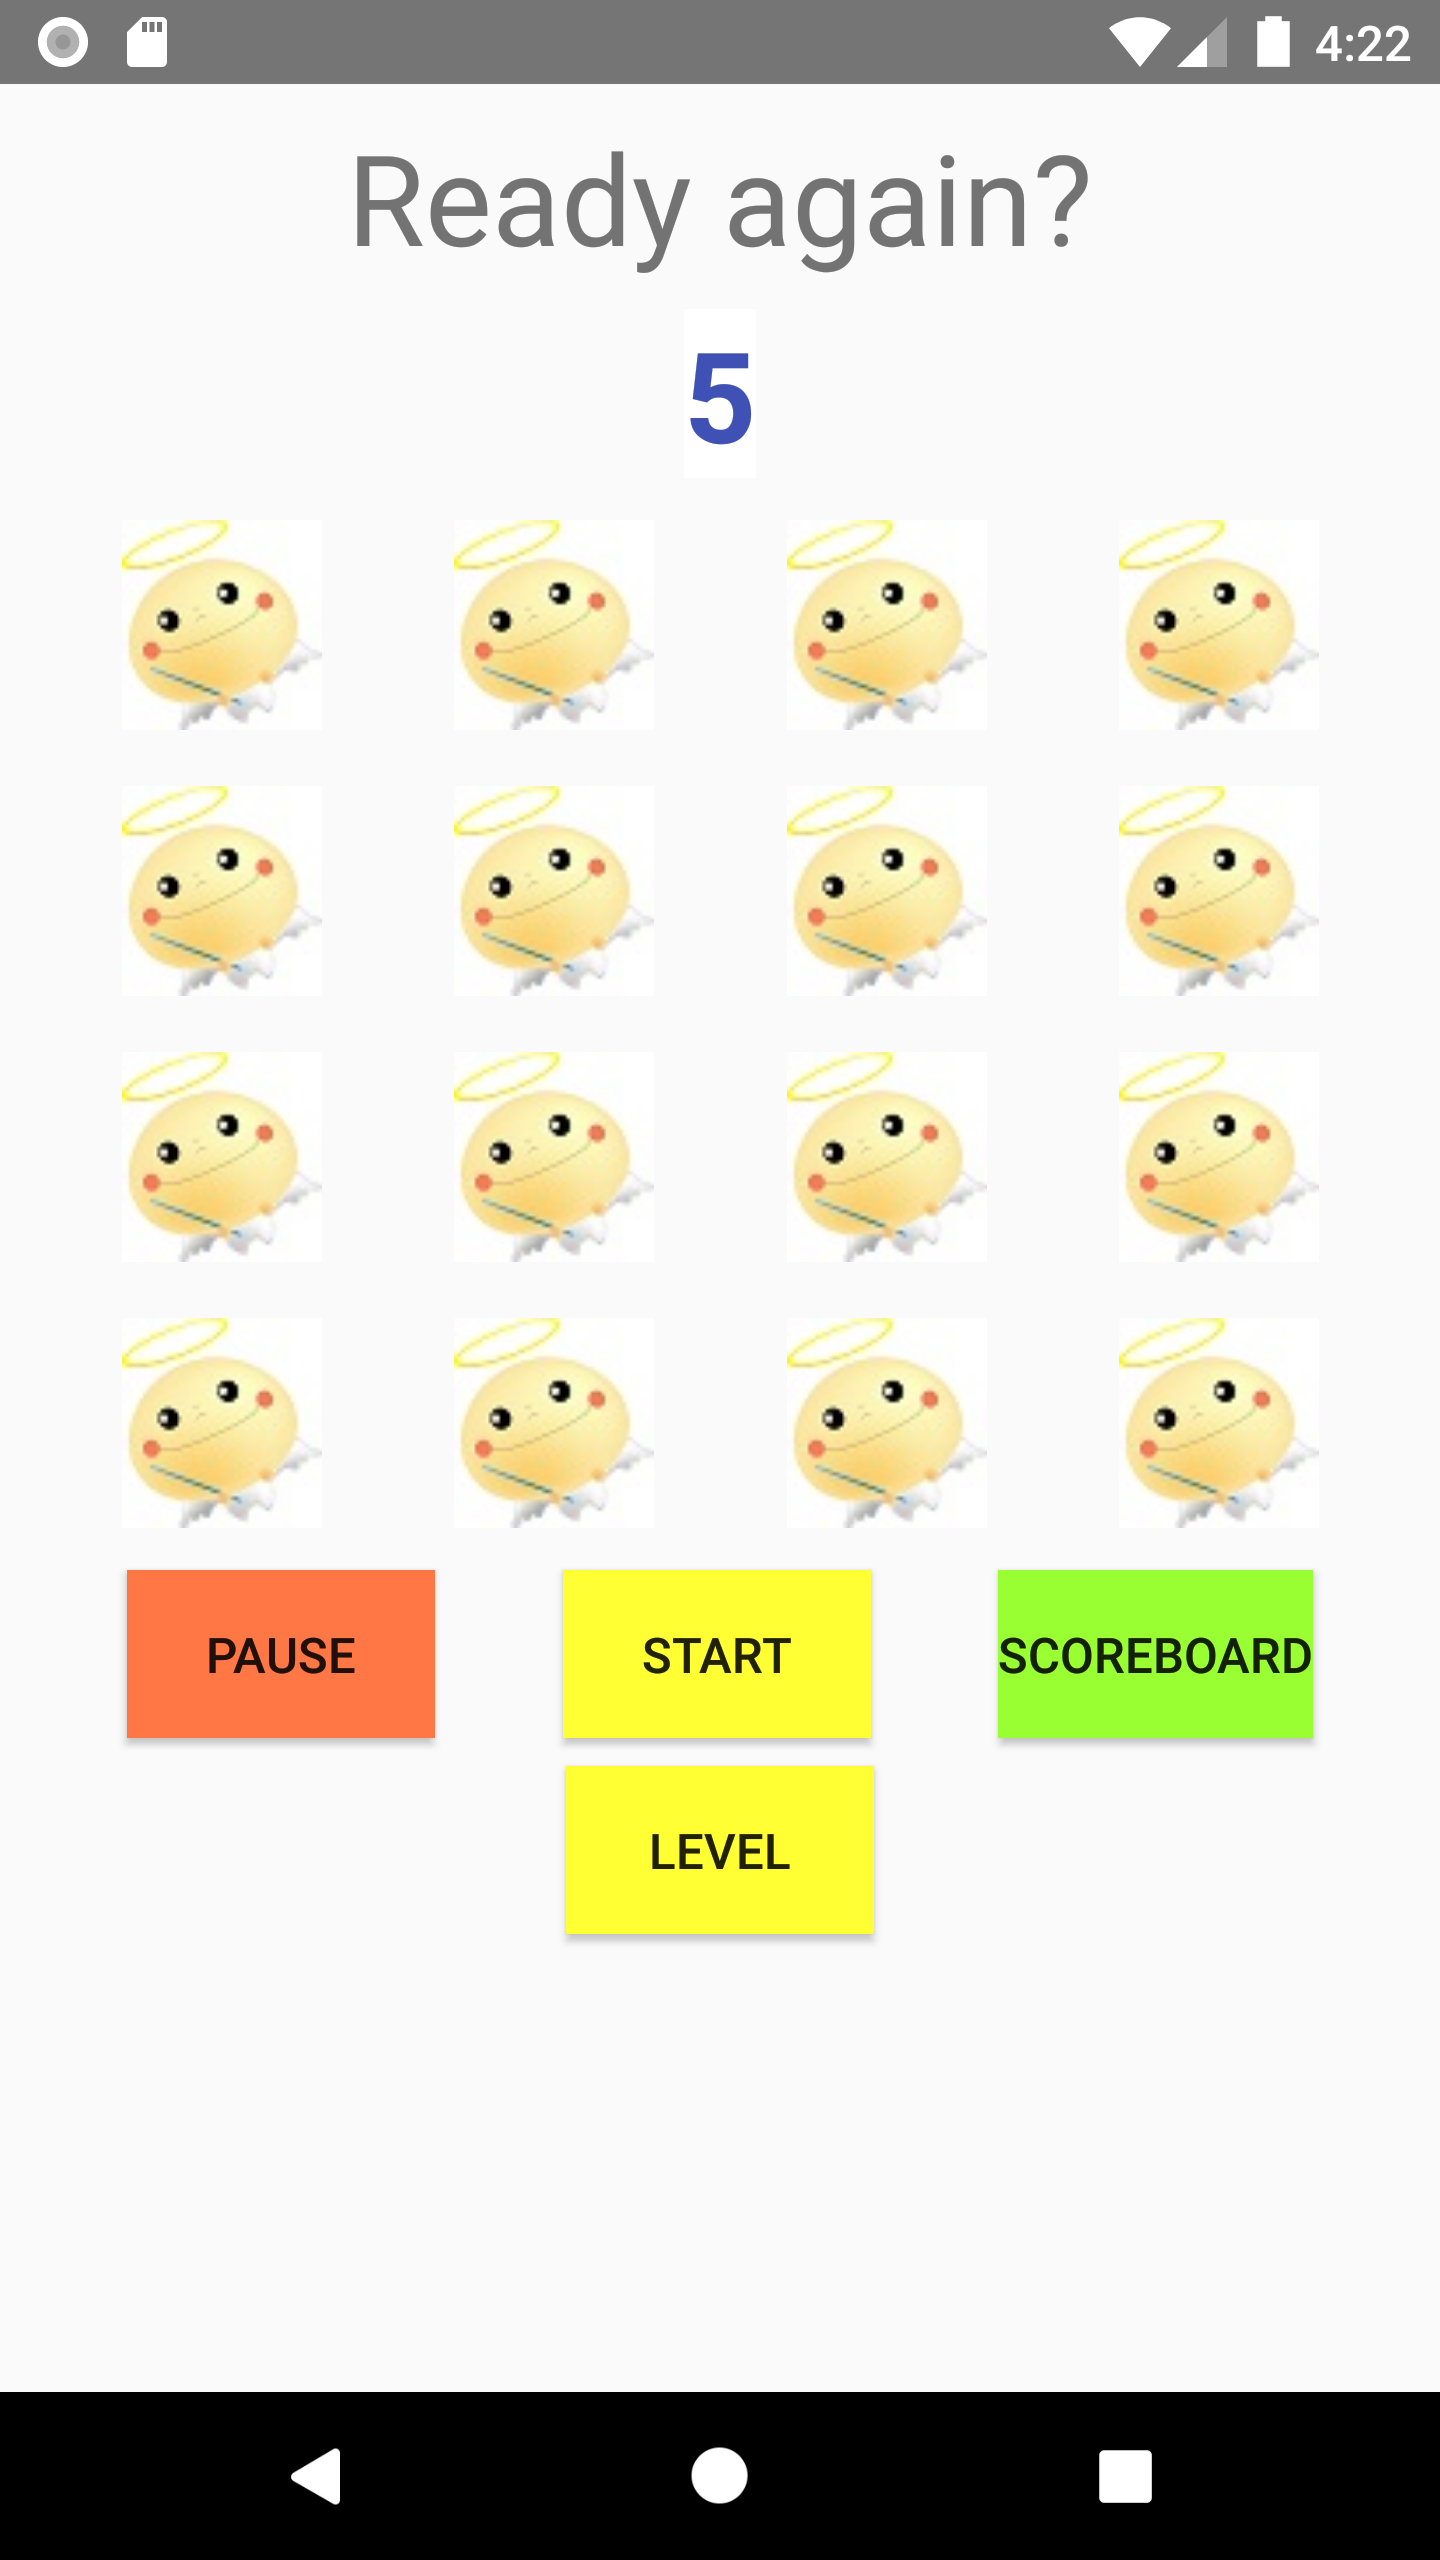 4:22
Ready again?
5
PAUSE START SCOREBOARD
LEVEL